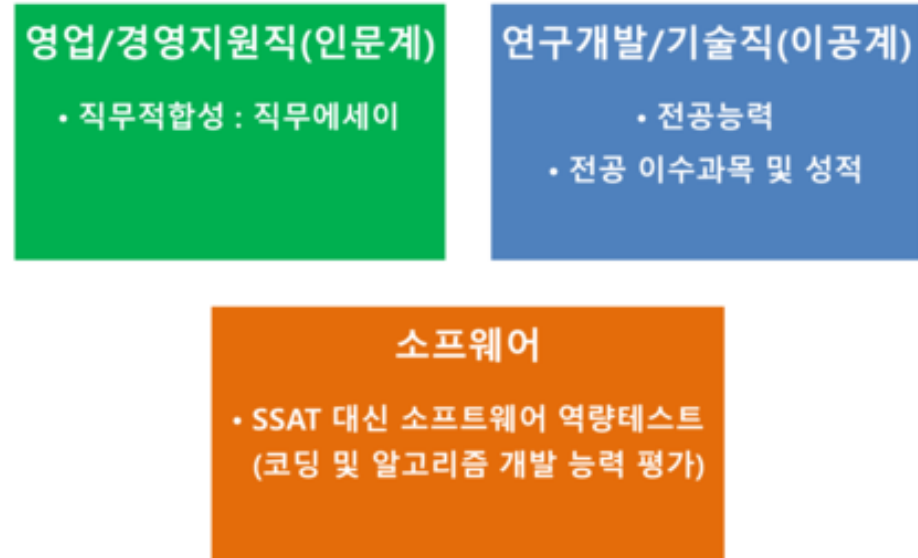 영업/경영지원직(인문계)
• 직무적합성 : 직무에세이
연구개발/기술직(이공계)
• 전공능력
• 전공 이수과목 및 성적
소프웨어
• SSAT 대신 소프트웨어 역량테스트
(코딩 및 알고리즘 개발 능력 평가)